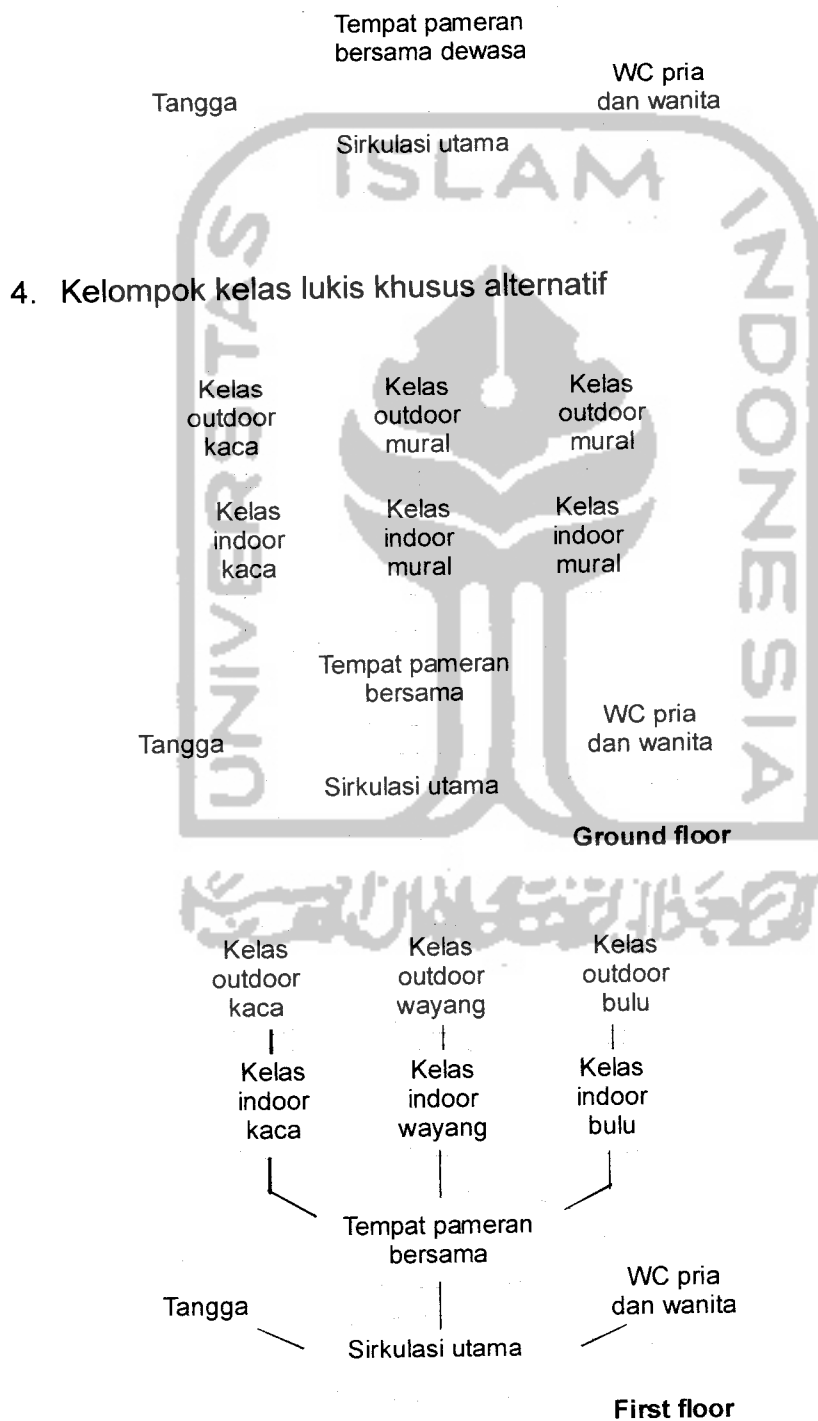 Tempat pameran
bersama dewasa
WC pria
dan wanita
Tangga
Sirkulasi utama
ISLAM
UNIVERSITAS
INDONESIA
4. Kelompok kelas lukis khusus alternatif
Kelas
outdoor
kaca
Kelas
outdoor
mural
Kelas
outdoor
mural
Kelas
indoor
kaca
Kelas
indoor
mural
Kelas
indoor
mural
Tempat pameran
bersama
WC pria
dan wanita
Tangga
Sirkulasi utama
Ground floor
Kelas
outdoor
kaca
Kelas
outdoor
wayang
Kelas
outdoor
bulu
Kelas
indoor
kaca
Kelas
indoor
wayang
Kelas
indoor
bulu
Tempat pameran
bersama
WC pria
dan wanita
Tangga
Sirkulasi utama
First floor